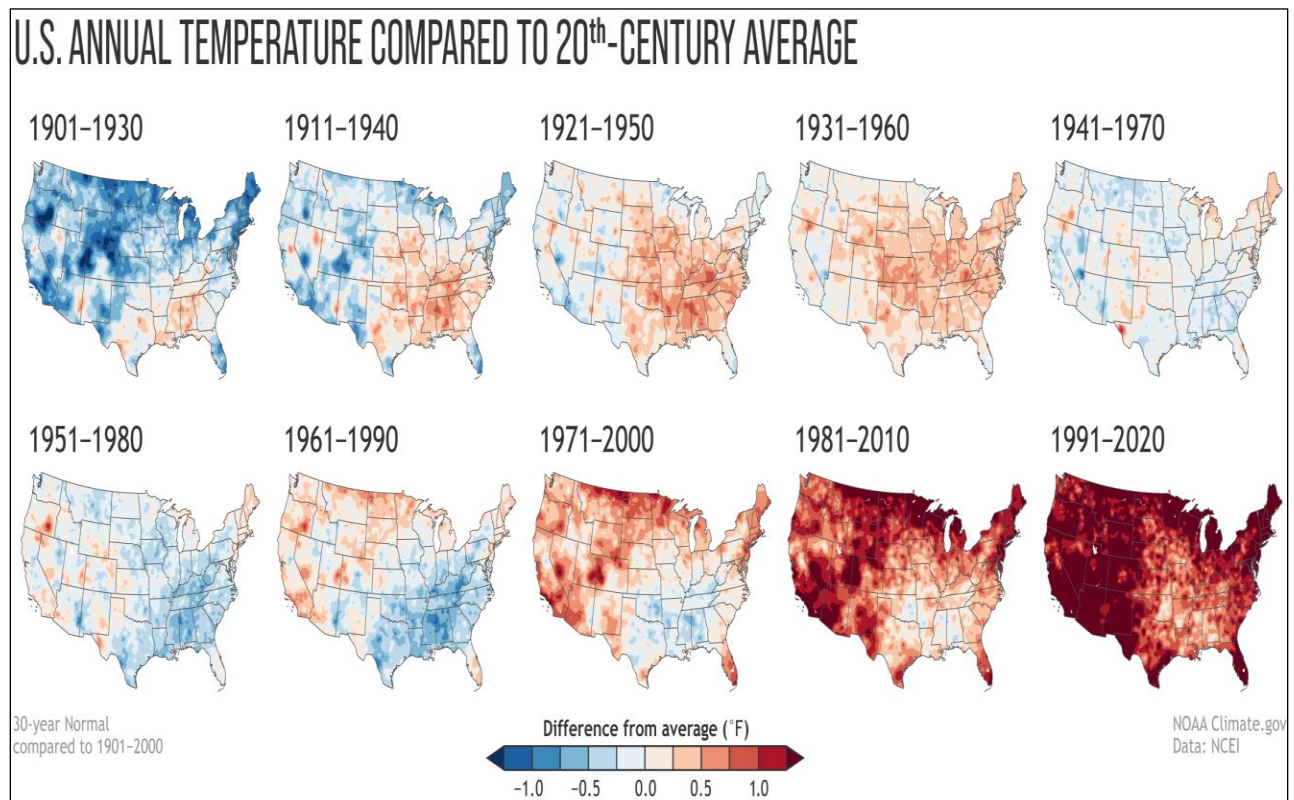 U.S. ANNUAL TEMPERATURE COMPARED TO 20th-CENTURY AVERAGE
1901–1930
1911–1940
1921–1950
1931–1960
1941–1970
1951–1980
1961–1990
1971–2000
1981–2010
1991–2020
30-year Normal
compared to 1901–2000
Difference from average (°F)
-1.0 -0.5 0.0 0.5 1.0
NOAA Climate.gov
Data: NCEI